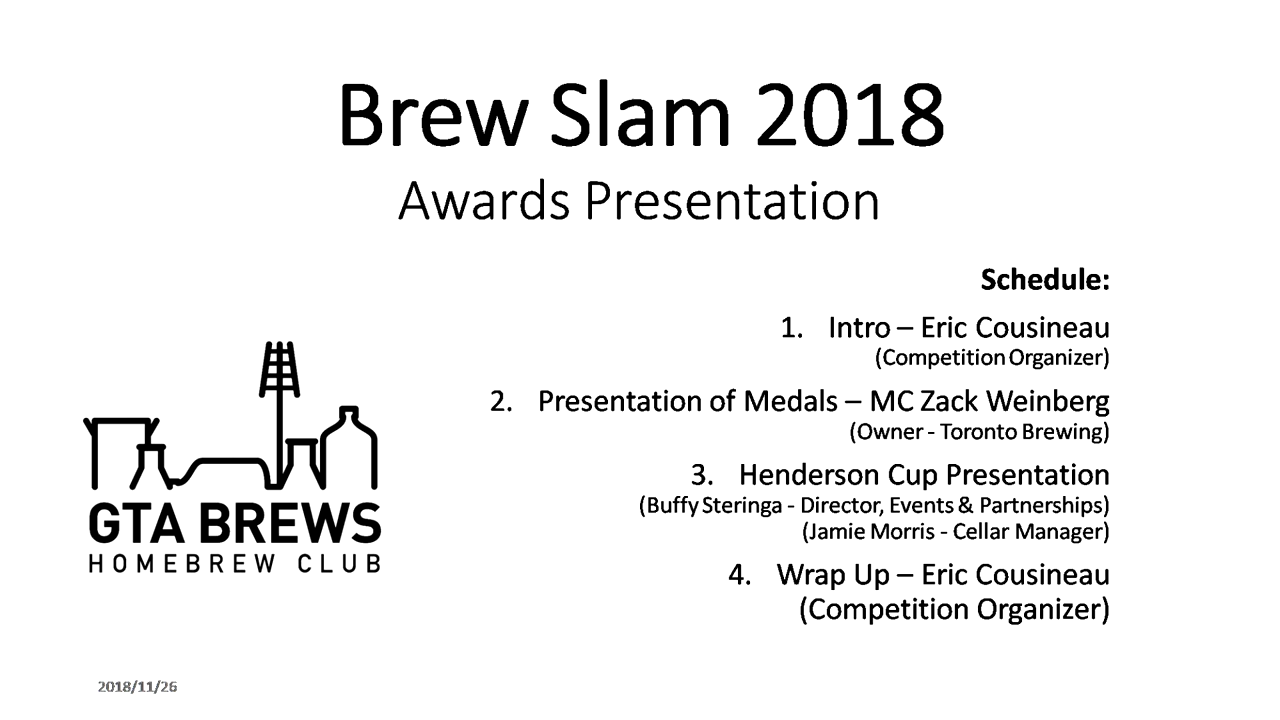 Brew Slam 2018
Awards Presentation
Schedule:
1. Intro – Eric Cousineau
(Competition Organizer)
2. Presentation of Medals – MC Zack Weinberg
(Owner - Toronto Brewing)
3. Henderson Cup Presentation
(Buffy Steringa - Director, Events & Partnerships)
(Jamie Morris - Cellar Manager)
4. Wrap Up – Eric Cousineau
(Competition Organizer)
GTA BREWS
HOMEBREW CLUB
2018/11/26